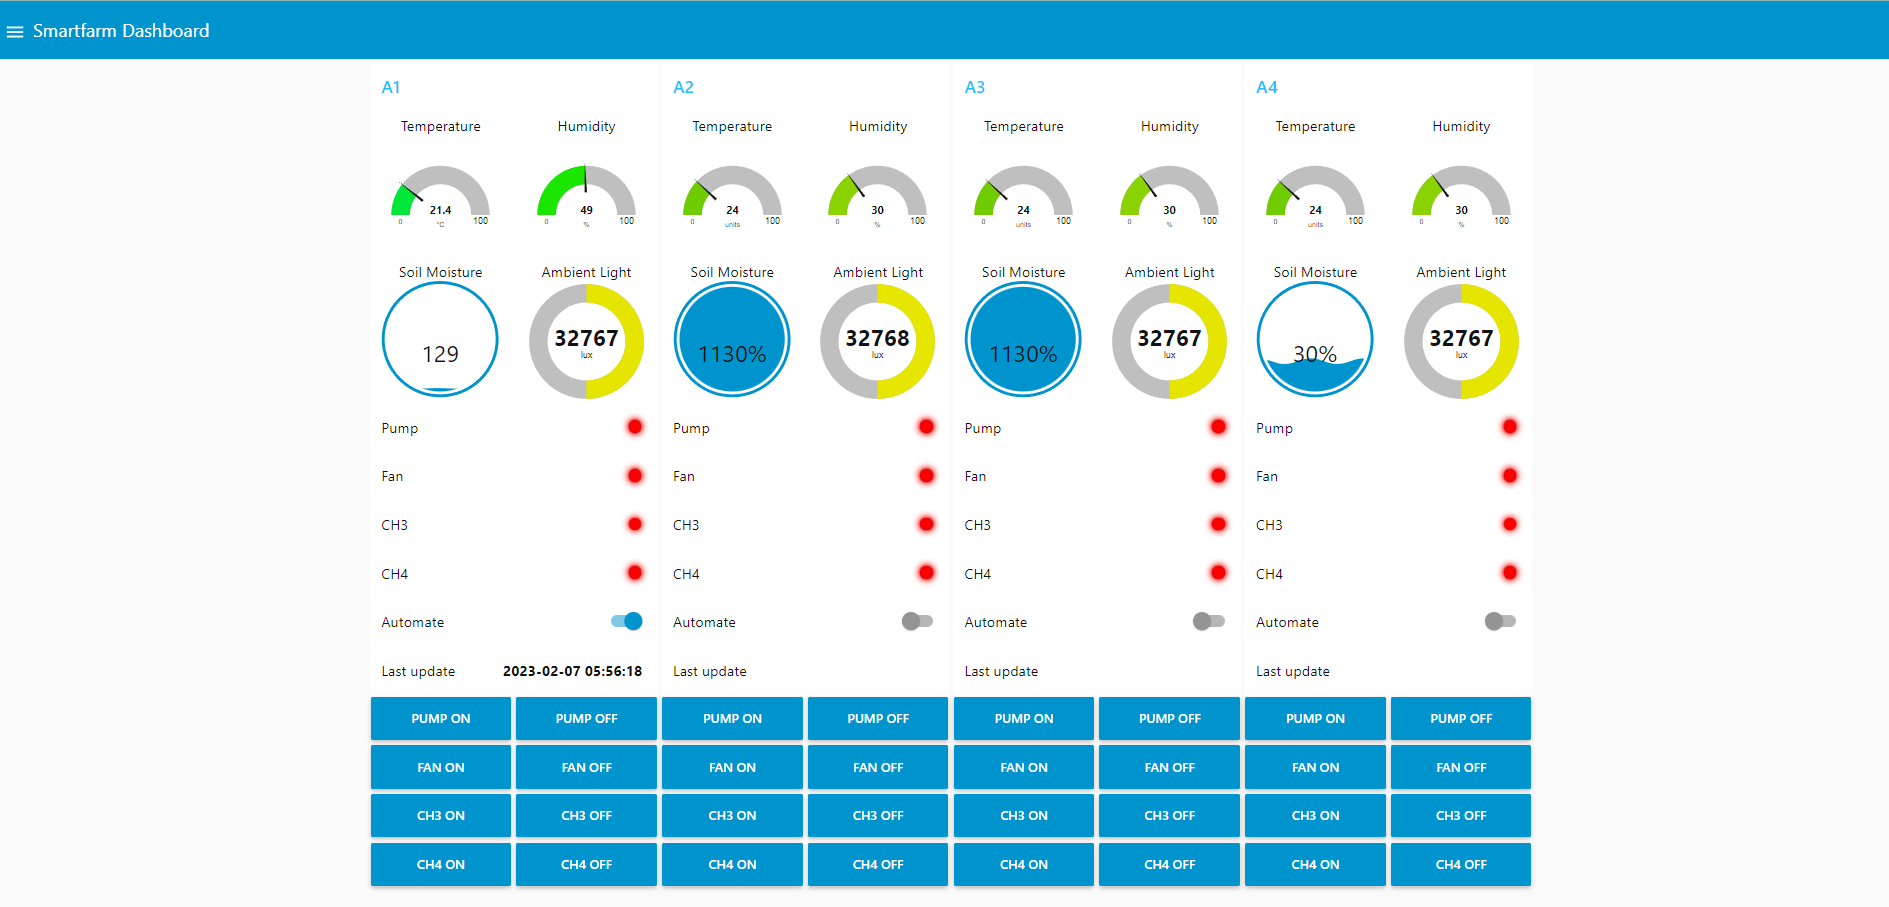 Smartfarm Dashboard
A1 A2 A3 A4
Temperature Humidity Temperature Humidity Temperature Humidity Temperature Humidity
21.4 49 24 30 24 30 24 30
0 100 0 100 0 100 0 100 0 100 0 100 0 100 0 100
°C % units % units % units %
Soil Moisture Ambient Light Soil Moisture Ambient Light Soil Moisture Ambient Light Soil Moisture Ambient Light
32767 32768 32767 32767
129 lux 1130% lux 1130% lux 30% lux
Pump Pump Pump Pump
Fan Fan Fan Fan
CH3 CH3 CH3 CH3
CH4 CH4 CH4 CH4
Automate Automate Automate Automate
Last update 2023-02-07 05:56:18 Last update Last update Last update
PUMP ON PUMP OFF PUMP ON PUMP OFF PUMP ON PUMP OFF PUMP ON PUMP OFF
FAN ON FAN OFF FAN ON FAN OFF FAN ON FAN OFF FAN ON FAN OFF
CH3 ON CH3 OFF CH3 ON CH3 OFF CH3 ON CH3 OFF CH3 ON CH3 OFF
CH4 ON CH4 OFF CH4 ON CH4 OFF CH4 ON CH4 OFF CH4 ON CH4 OFF